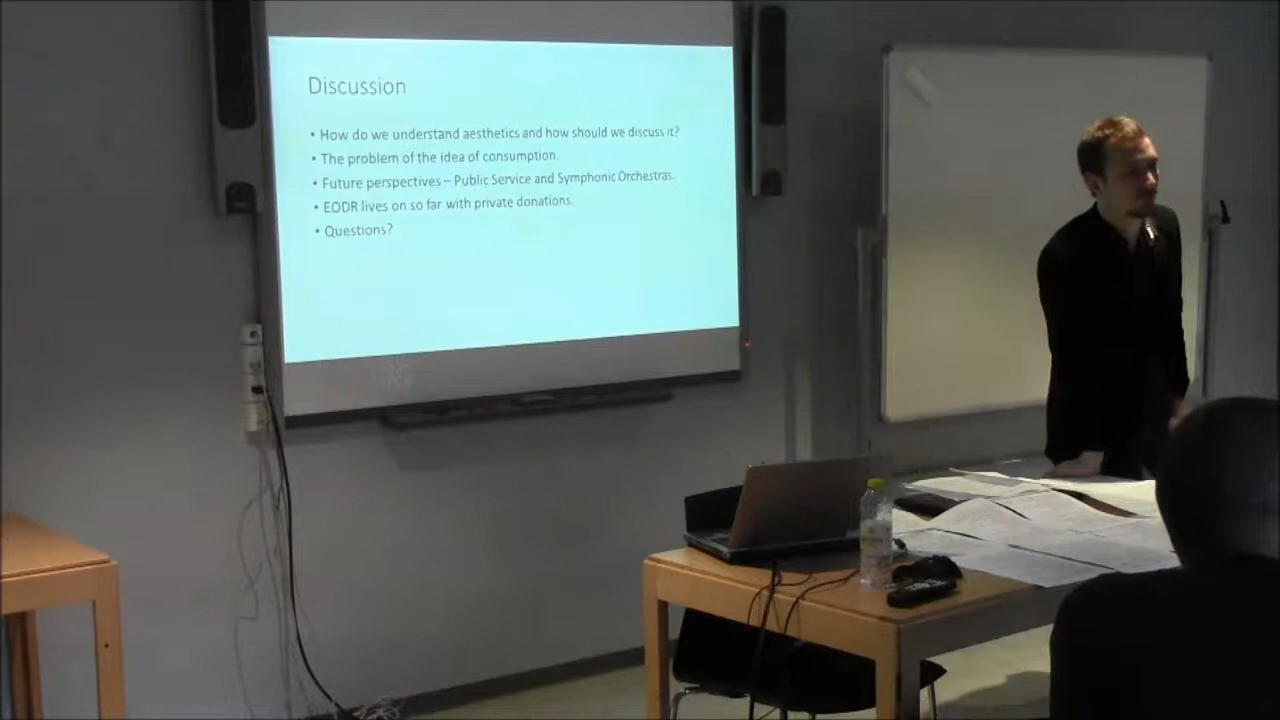 Discussion
• How do we understand aesthetics and how should we discuss it?
• The problem of the idea of consumption.
• Future perspectives – Public Service and Symphonic Orchestras.
• EODR lives on so far with private donations.
• Questions?